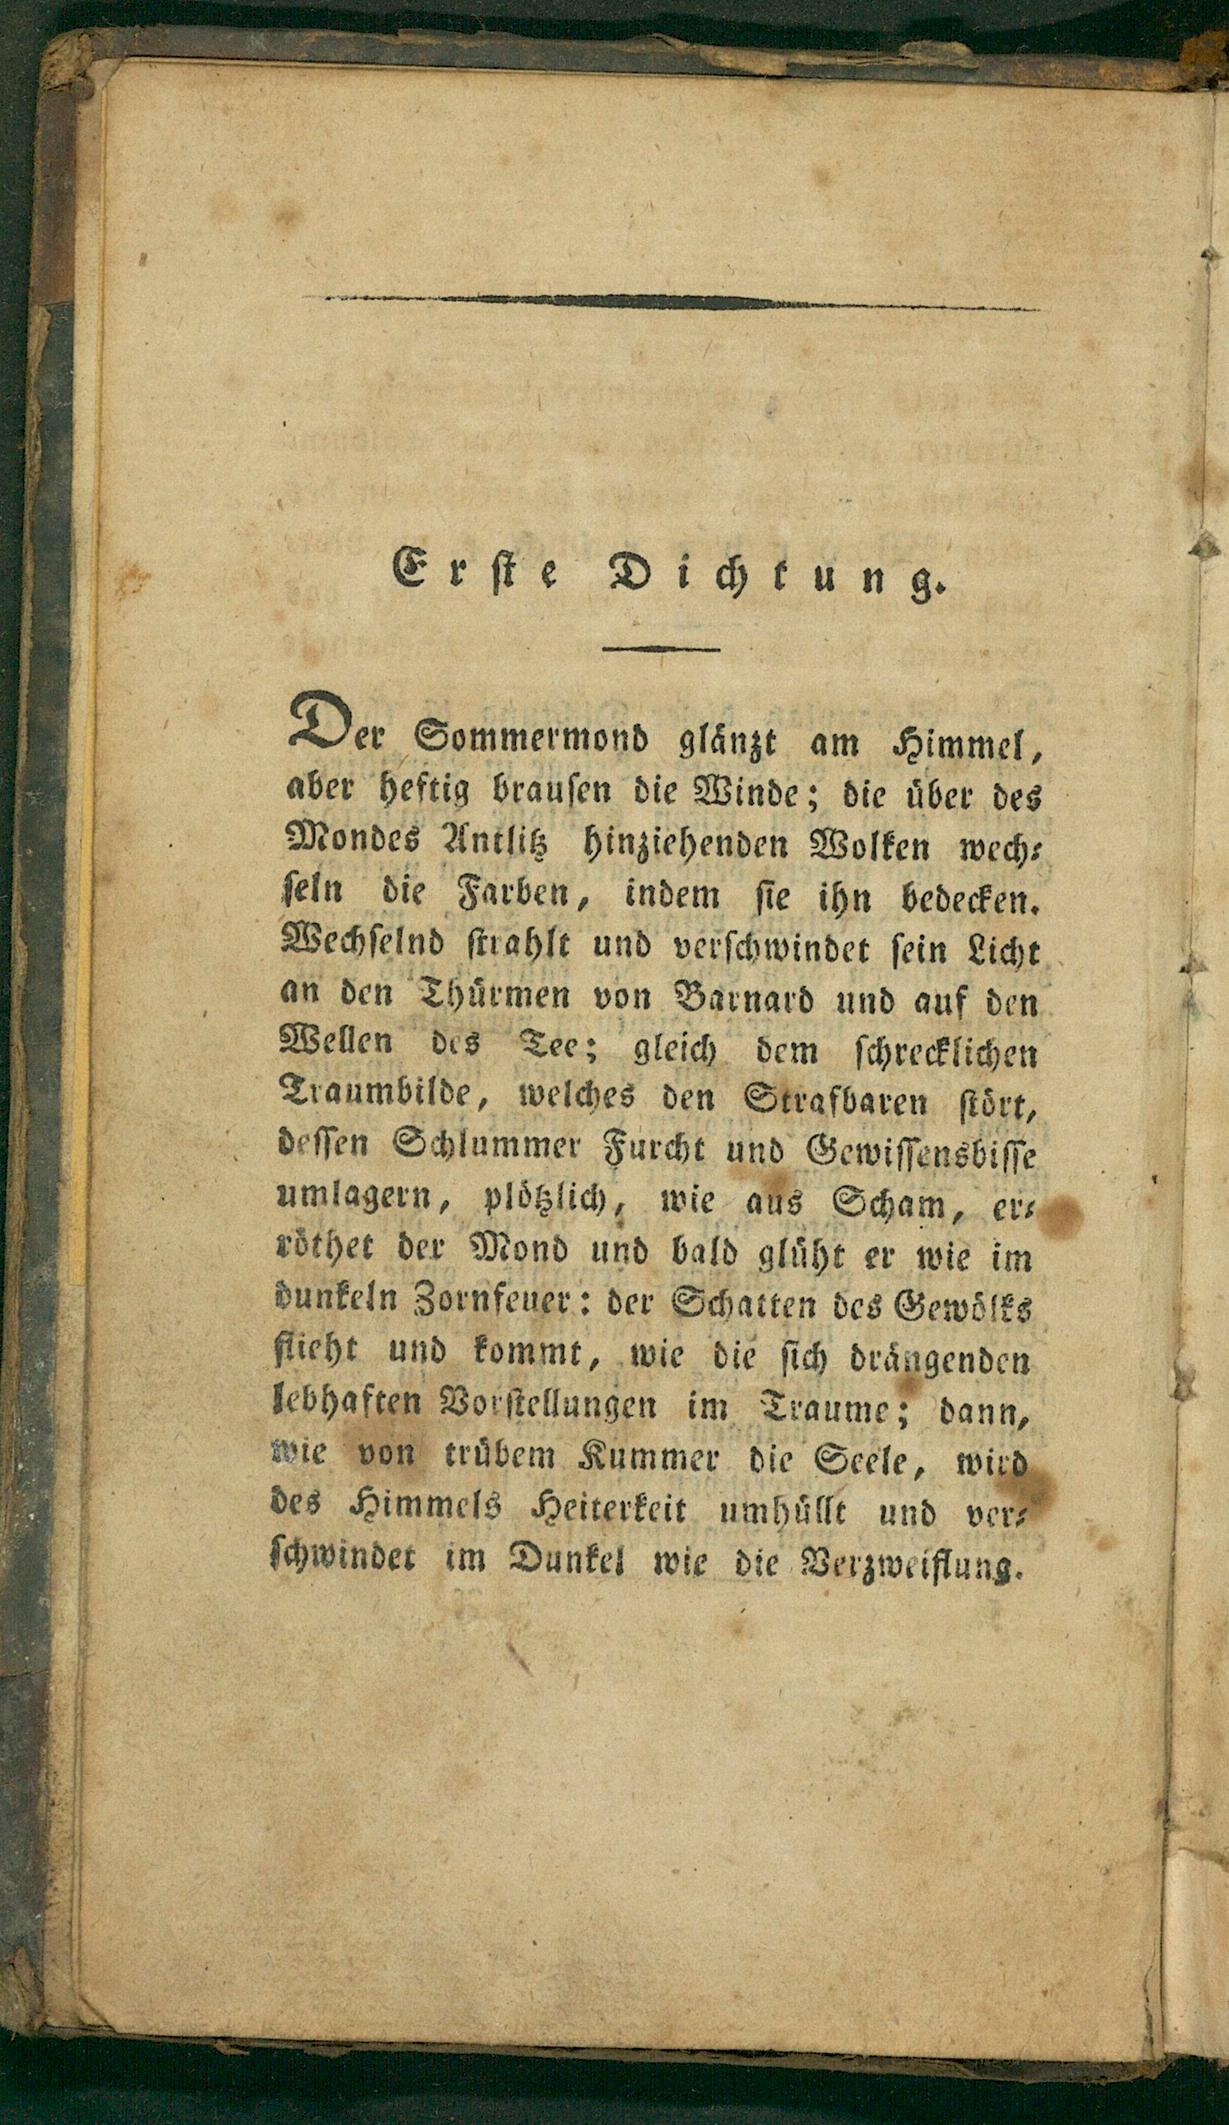 Erste Dichtung.
Der Sommermond glänzt am Himmel,
aber heftig brausen die Winde; die über des
Mondes Antlitz hinziehenden Wolken wech⸗
seln die Farben, indem sie ihn bedecken.
Wechselnd strahlt und verschwindet sein Licht
an den Thürmen von Barnard und auf den
Wellen des Tee; gleich dem schrecklichen
Traumbilde, welches den Strafbaren stört,
dessen Schlummer Furcht und Gewissensbisse
umlagern, plötzlich, wie aus Scham, er⸗
röthet der Mond und bald glüht er wie im
dunkeln Zornfeuer: der Schatten des Gewölks
flieht und kommt, wie die sich drängenden
lebhaften Vorstellungen im Traume; dann,
wie von trübem Kummer die Seele, wird
des Himmels Heiterkeit umhüllt und ver⸗
schwindet im Dunkel wie die Verzweiflung.